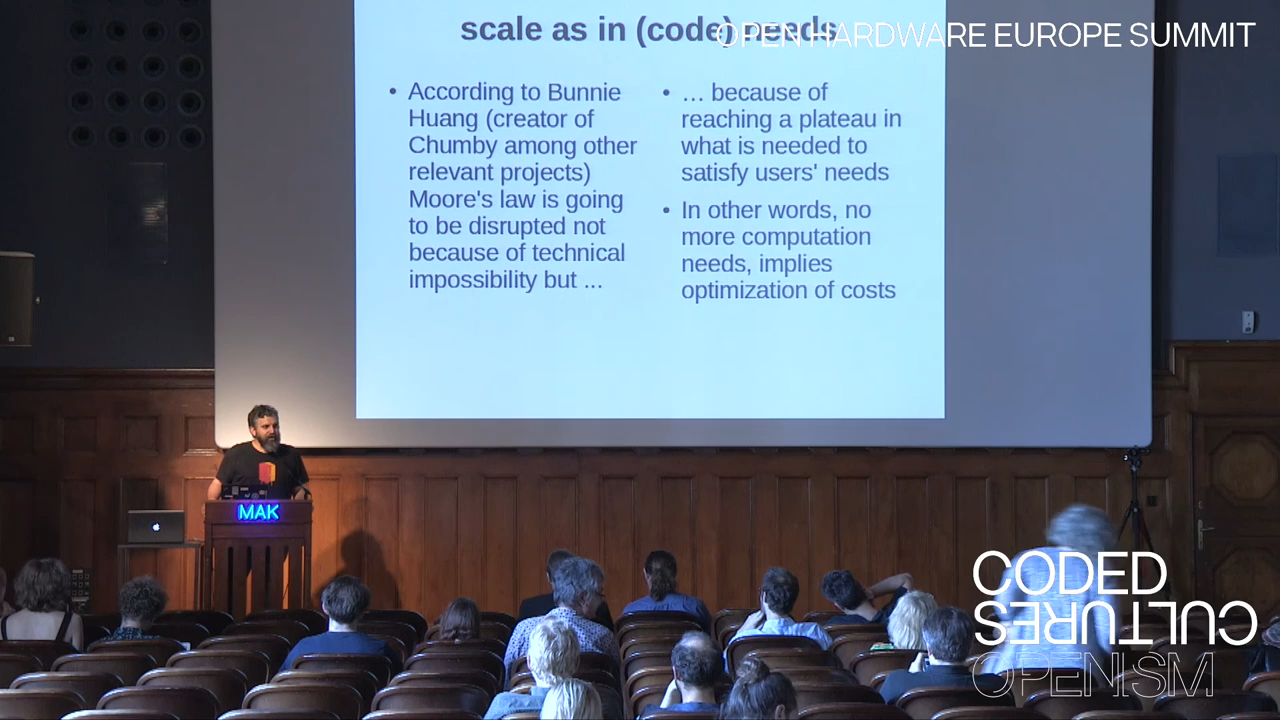 scale as in (code) needs
OPEN HARDWARE EUROPE SUMMIT
• According to Bunnie
Huang (creator of
Chumby among other
relevant projects)
Moore's law is going
to be disrupted not
because of technical
impossibility but ...
• ... because of
reaching a plateau in
what is needed to
satisfy users' needs
• In other words, no
more computation
needs, implies
optimization of costs
MAK
CODED
CULTURES
OPENISM